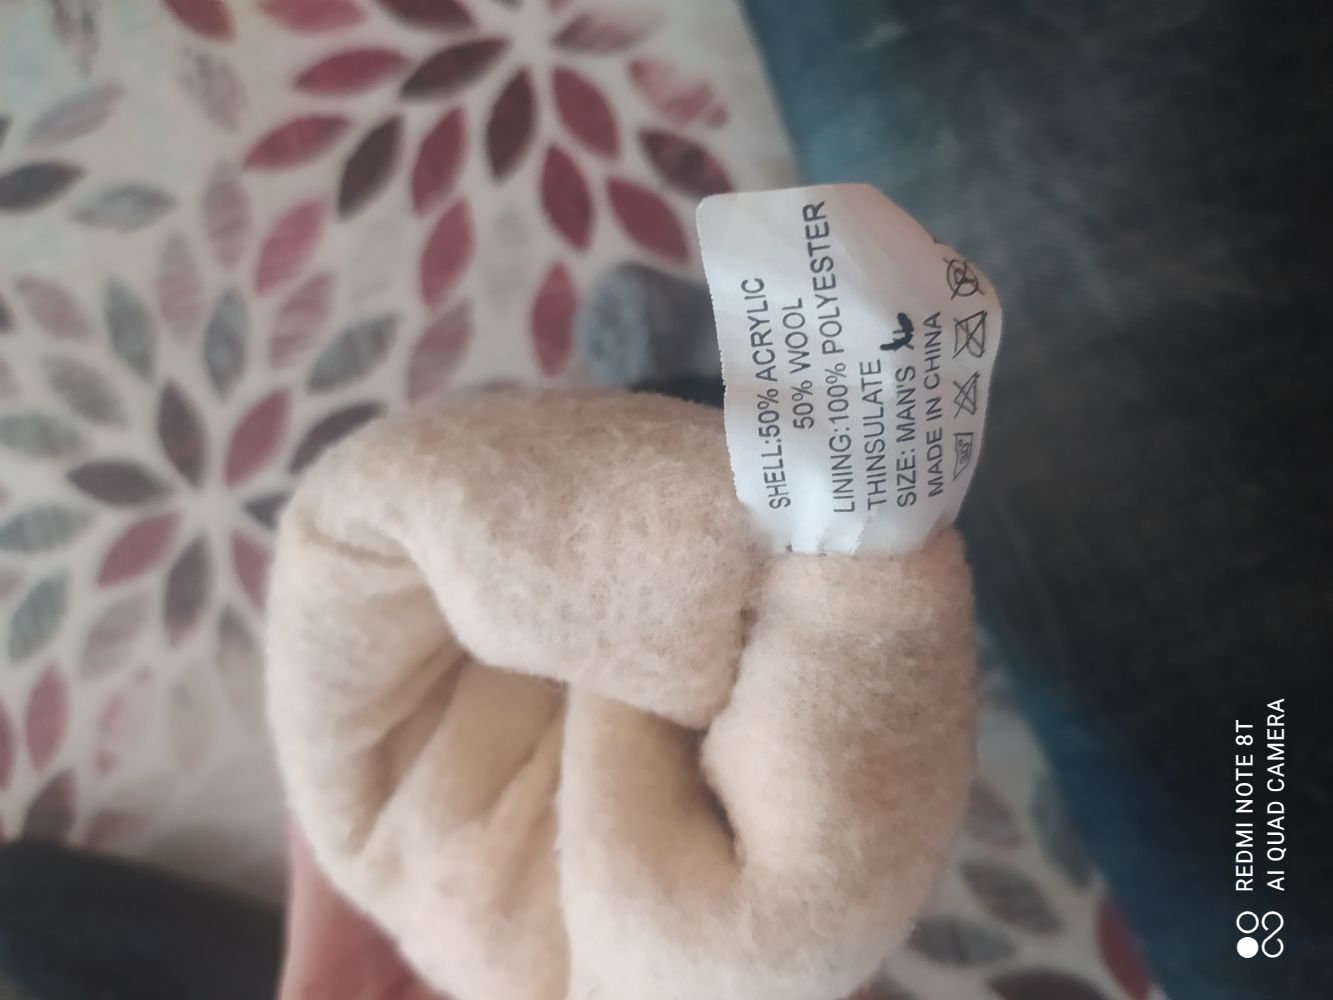 SHELL:50% ACRYLIC
50% WOOL
LINING:100% POLYESTER
THINSULATE
SIZE: MAN'S
MADE IN CHINA
30°
P
REDMI NOTE 8T
AI QUAD CAMERA